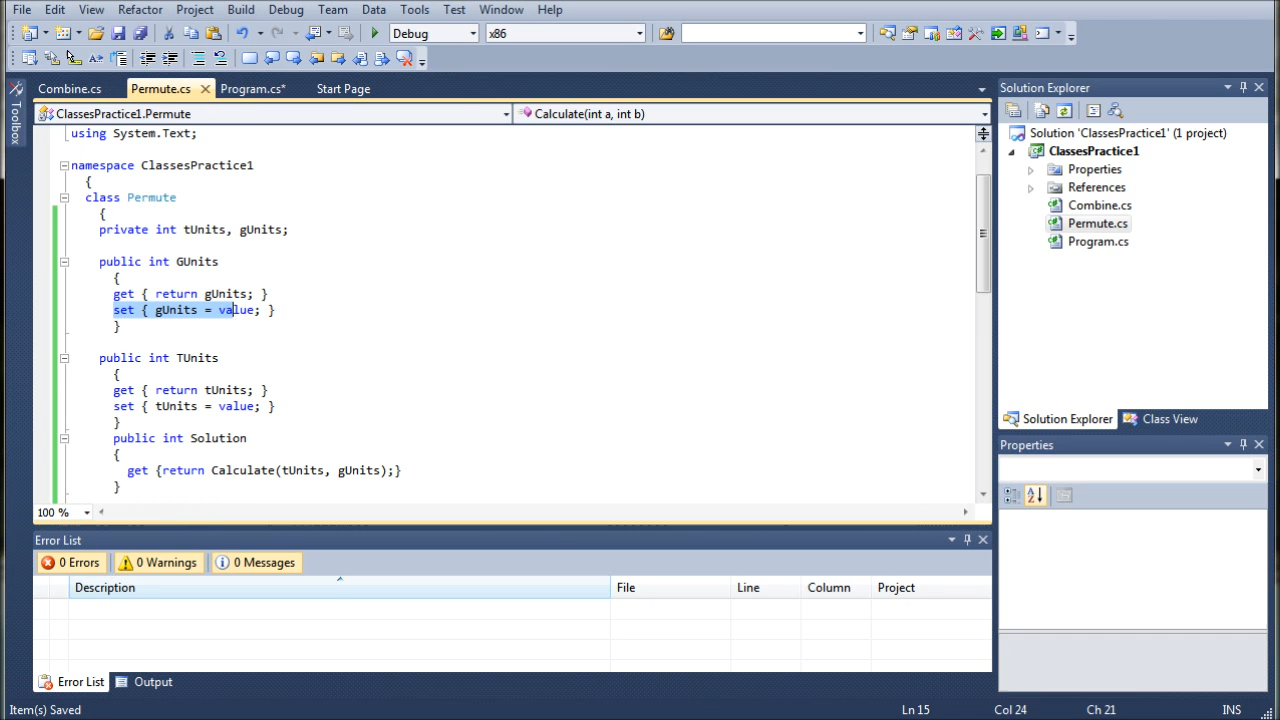 File Edit View Refactor Project Build Debug Team Data Tools Test Window Help
Debug x86
Combine.cs Permute.cs Program.cs* Start Page
ClassesPractice1.Permute Calculate(int a, int b)
using System.Text;
namespace ClassesPractice1
{
class Permute
{
private int tUnits, gUnits;
public int GUnits
{
get { return gUnits; }
set { gUnits = value; }
}
public int TUnits
{
get { return tUnits; }
set { tUnits = value; }
}
public int Solution
{
get {return Calculate(tUnits, gUnits);}
}
100 %
Toolbox
Solution Explorer
Solution 'ClassesPractice1' (1 project)
ClassesPractice1
Properties
References
Combine.cs
Permute.cs
Program.cs
Solution Explorer Class View
Properties
Error List
0 Errors 0 Warnings 0 Messages
Description File Line Column Project
Error List Output
Item(s) Saved Ln 15 Col 24 Ch 21 INS